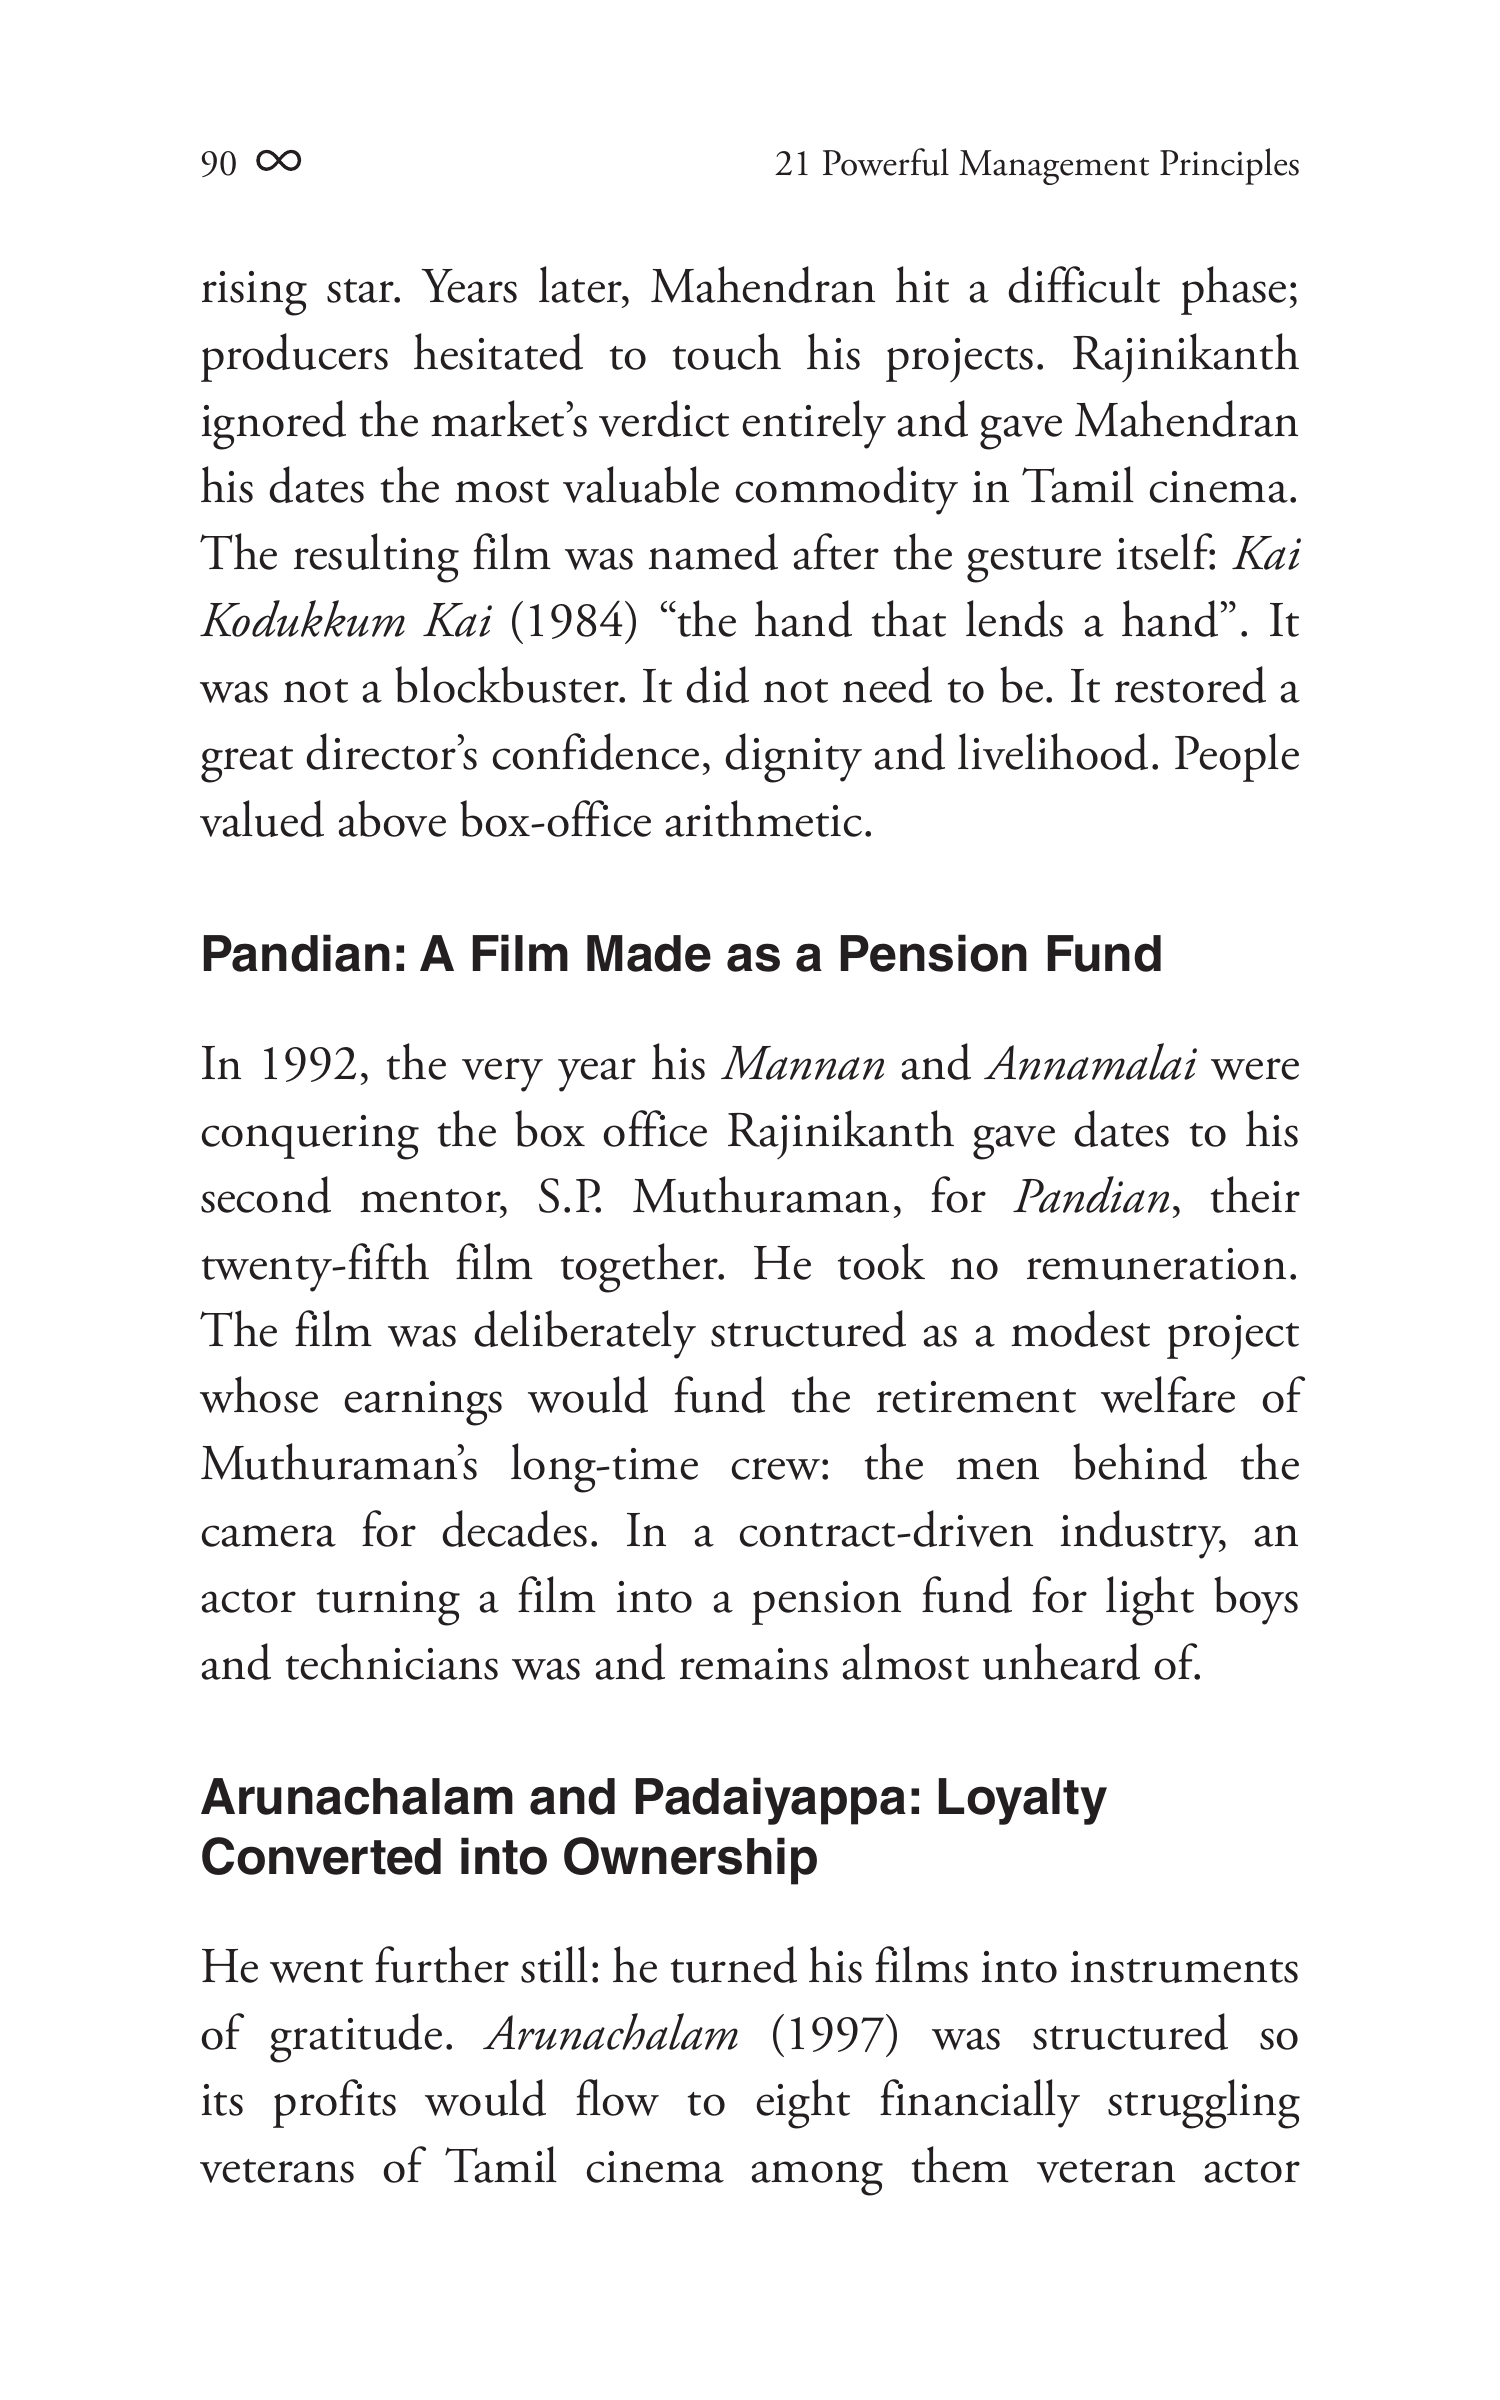 90 ∞ 21 Powerful Management Principles
rising star. Years later, Mahendran hit a difficult phase;
producers hesitated to touch his projects. Rajinikanth
ignored the market’s verdict entirely and gave Mahendran
his dates the most valuable commodity in Tamil cinema.
The resulting film was named after the gesture itself: Kai
Kodukkum Kai (1984) “the hand that lends a hand”. It
was not a blockbuster. It did not need to be. It restored a
great director’s confidence, dignity and livelihood. People
valued above box-office arithmetic.
Pandian: A Film Made as a Pension Fund
In 1992, the very year his Mannan and Annamalai were
conquering the box office Rajinikanth gave dates to his
second mentor, S.P. Muthuraman, for Pandian, their
twenty-fifth film together. He took no remuneration.
The film was deliberately structured as a modest project
whose earnings would fund the retirement welfare of
Muthuraman’s long-time crew: the men behind the
camera for decades. In a contract-driven industry, an
actor turning a film into a pension fund for light boys
and technicians was and remains almost unheard of.
Arunachalam and Padaiyappa: Loyalty
Converted into Ownership
He went further still: he turned his films into instruments
of gratitude. Arunachalam (1997) was structured so
its profits would flow to eight financially struggling
veterans of Tamil cinema among them veteran actor